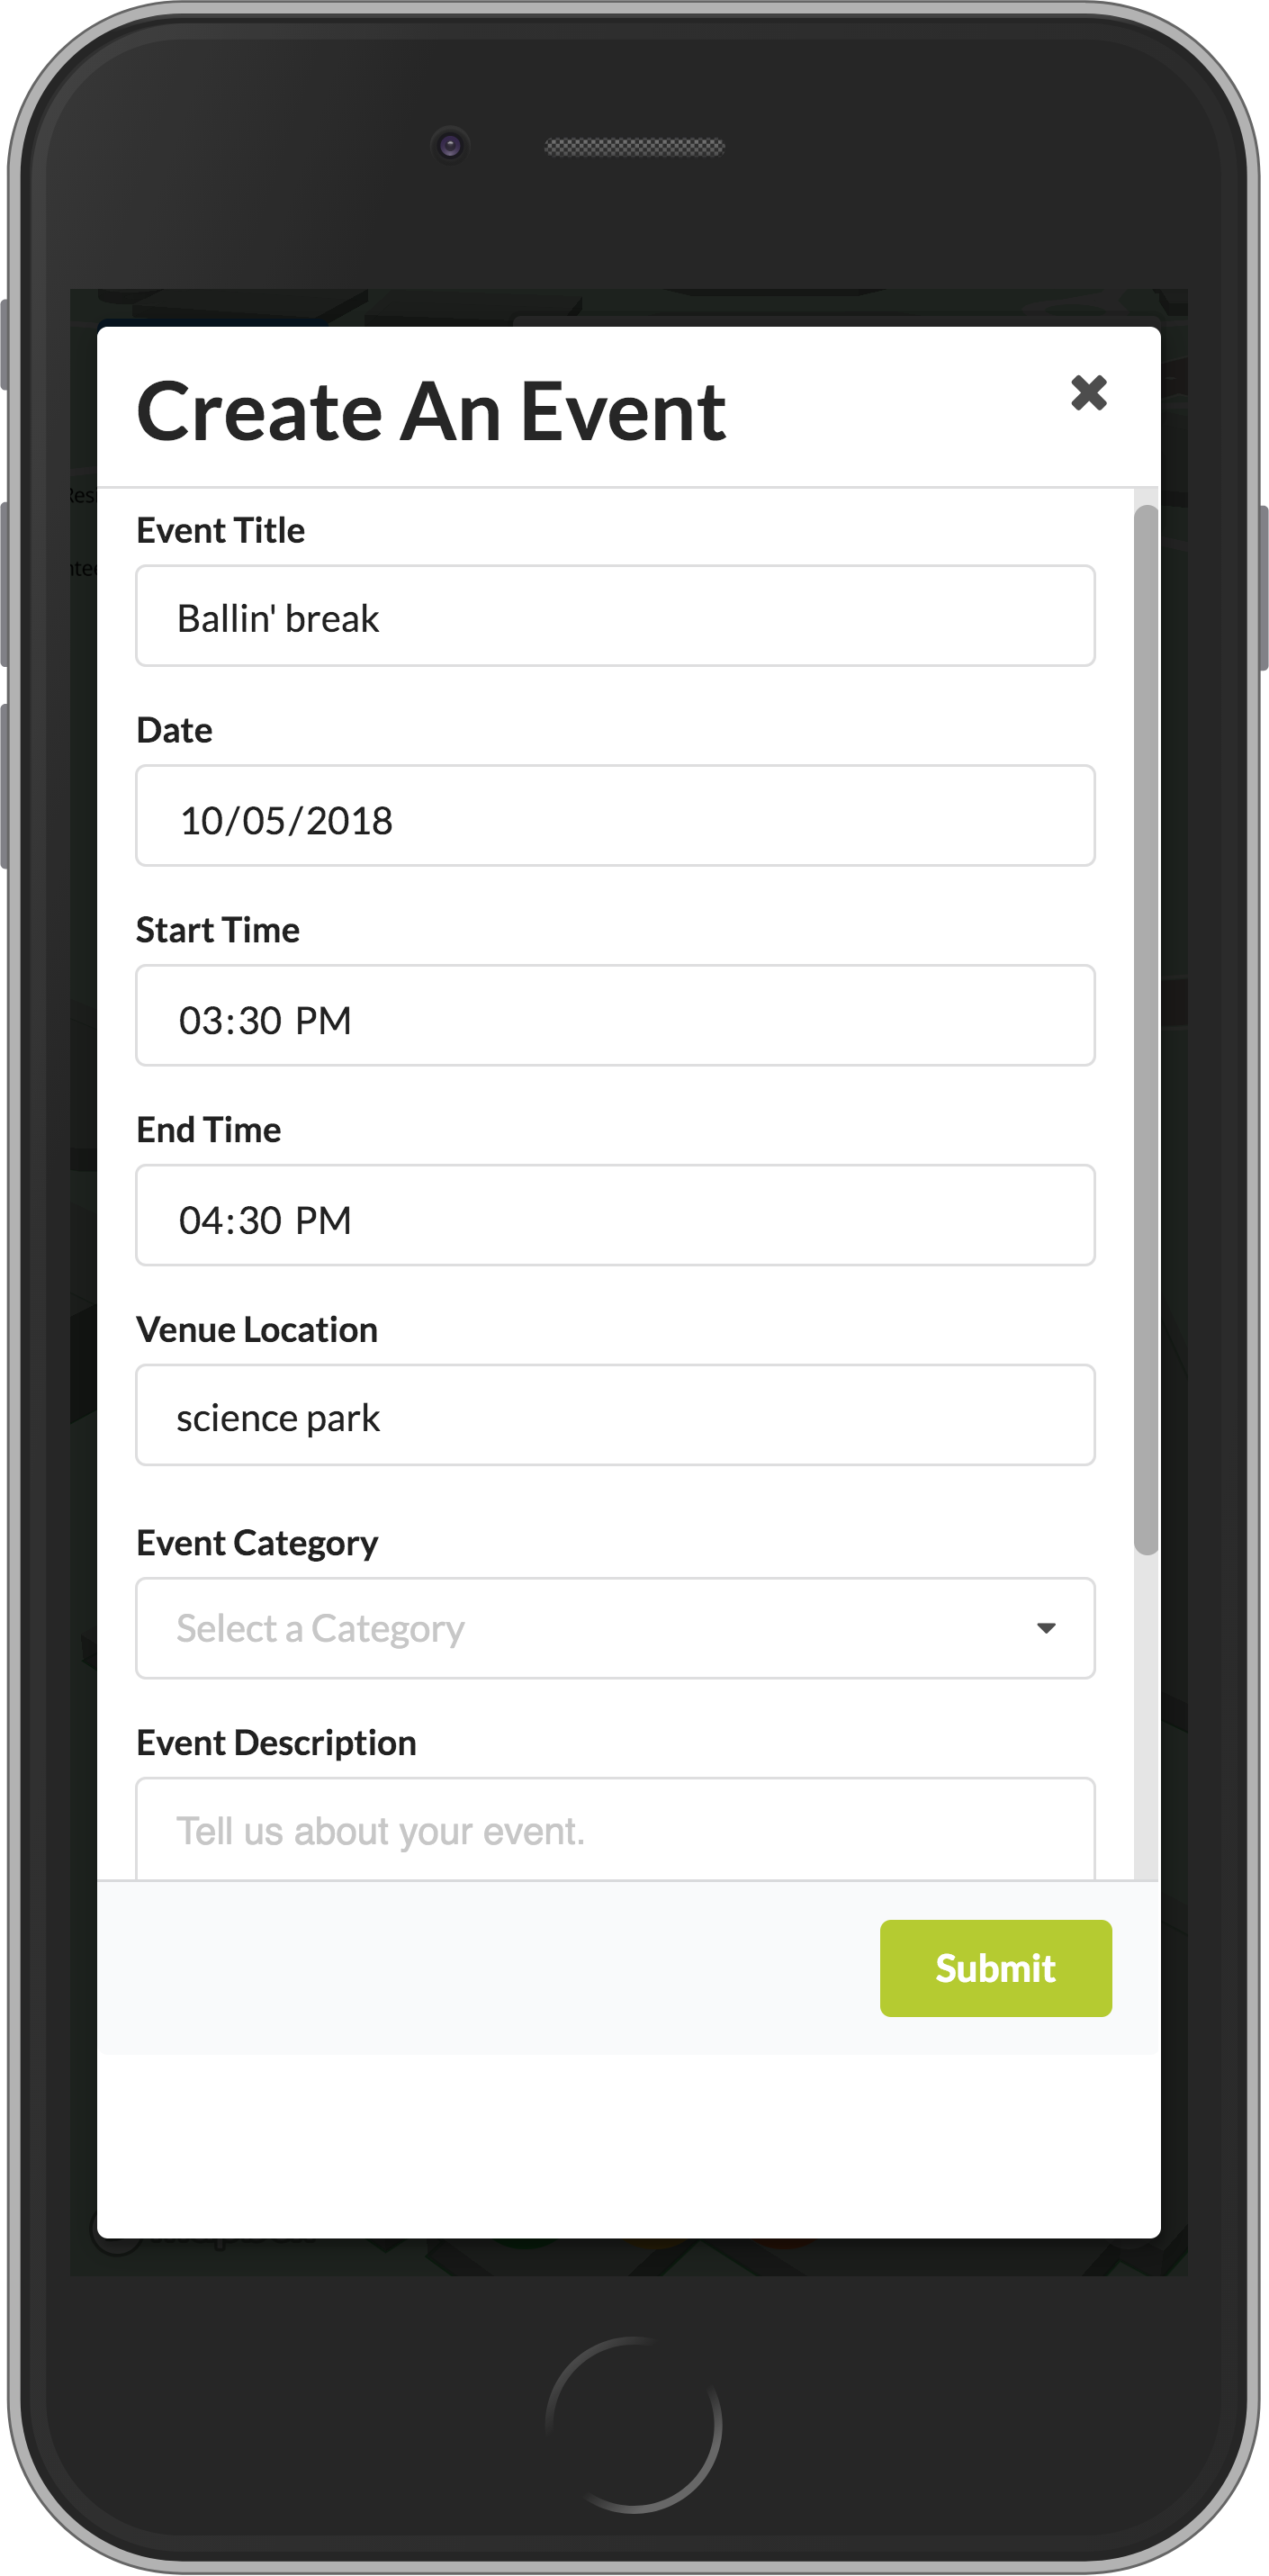 Create An Event
Event Title
Ballin' break
Date
10/05/2018
Start Time
03:30 PM
End Time
04:30 PM
Venue Location
science park
Event Category
Select a Category
Event Description
Tell us about your event.
Submit